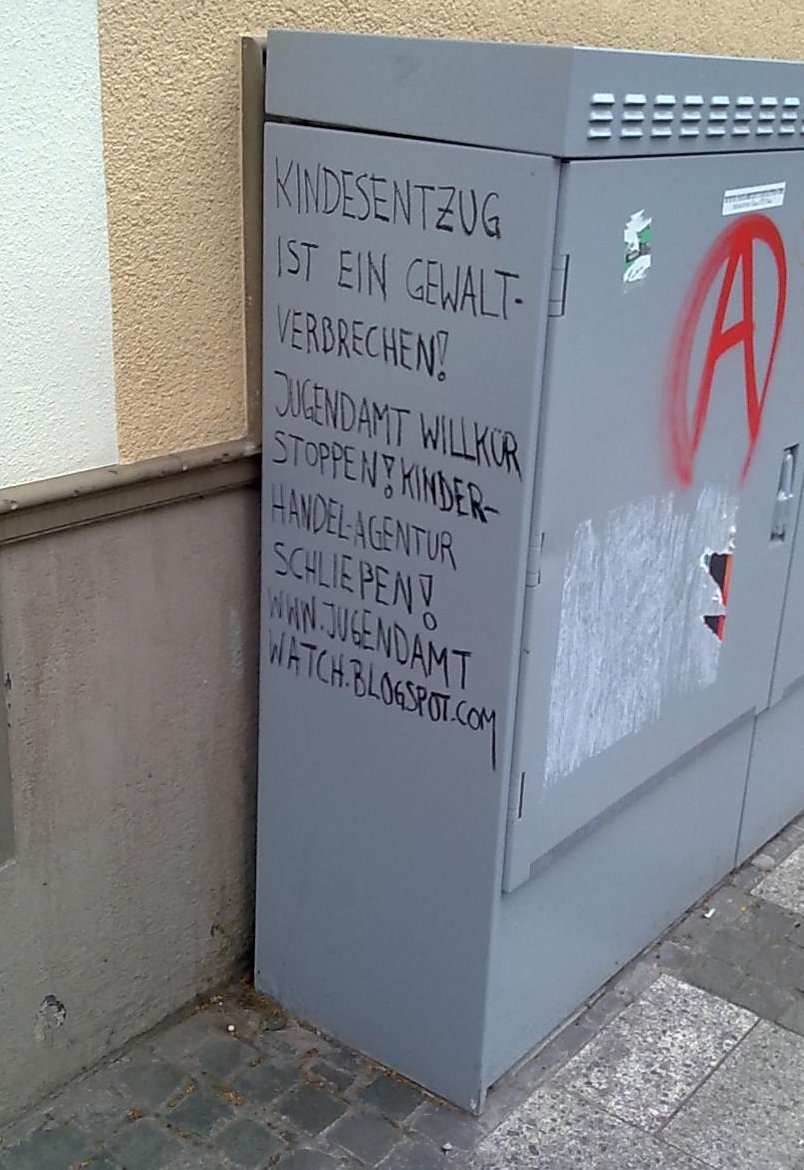 KINDESENTZUG
IST EIN GEWALT-
VERBRECHEN!
JUGENDAMT WILLKÜR
STOPPEN! KINDER-
HANDEL-AGENTUR
SCHLIEßEN!
WWW.JUGENDAMT
WATCH.BLOGSPOT.COM
A